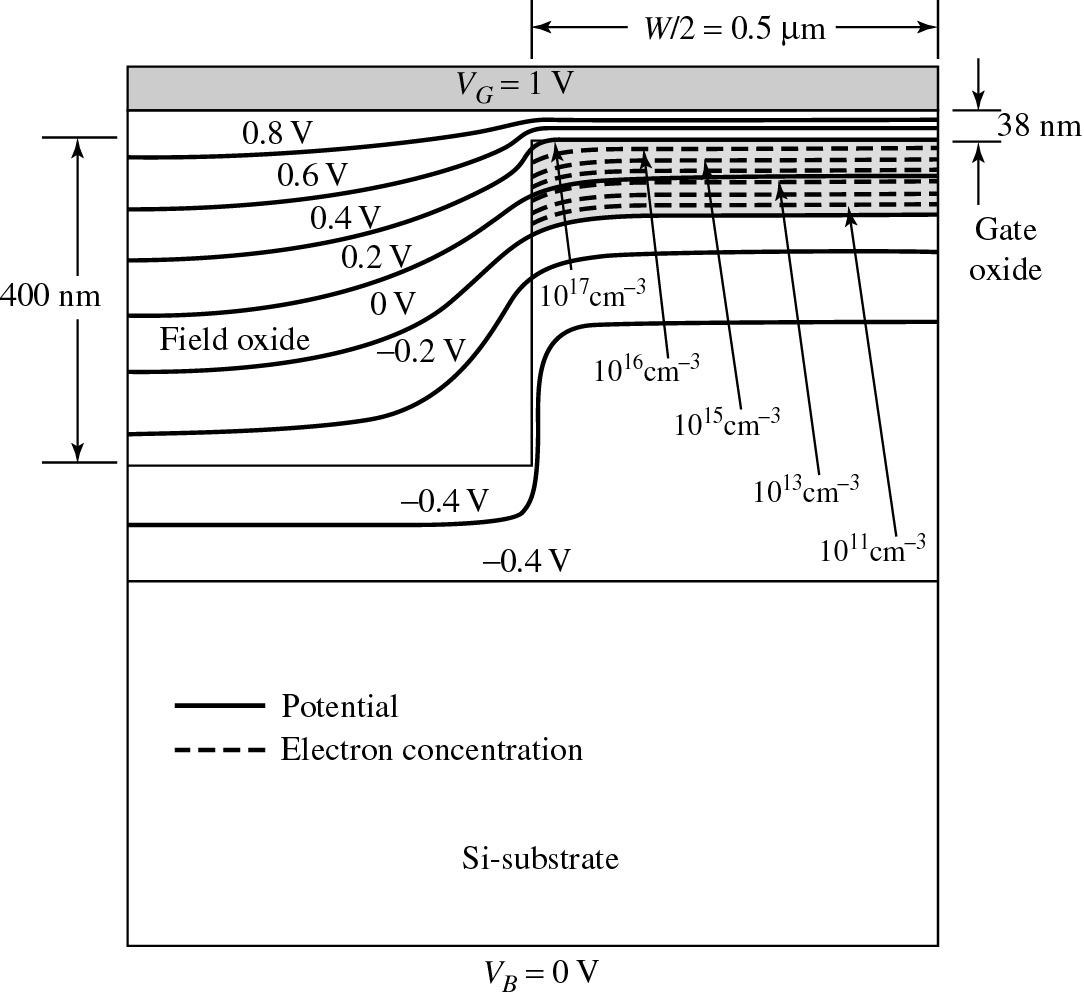 W/2 = 0.5 μm
V_G = 1 V
38 nm
0.8 V
0.6 V
0.4 V
0.2 V
0 V
−0.2 V
Gate
oxide
400 nm
Field oxide
10^17cm^−3
10^16cm^−3
10^15cm^−3
10^13cm^−3
10^11cm^−3
−0.4 V
−0.4 V
Potential
Electron concentration
Si-substrate
V_B = 0 V